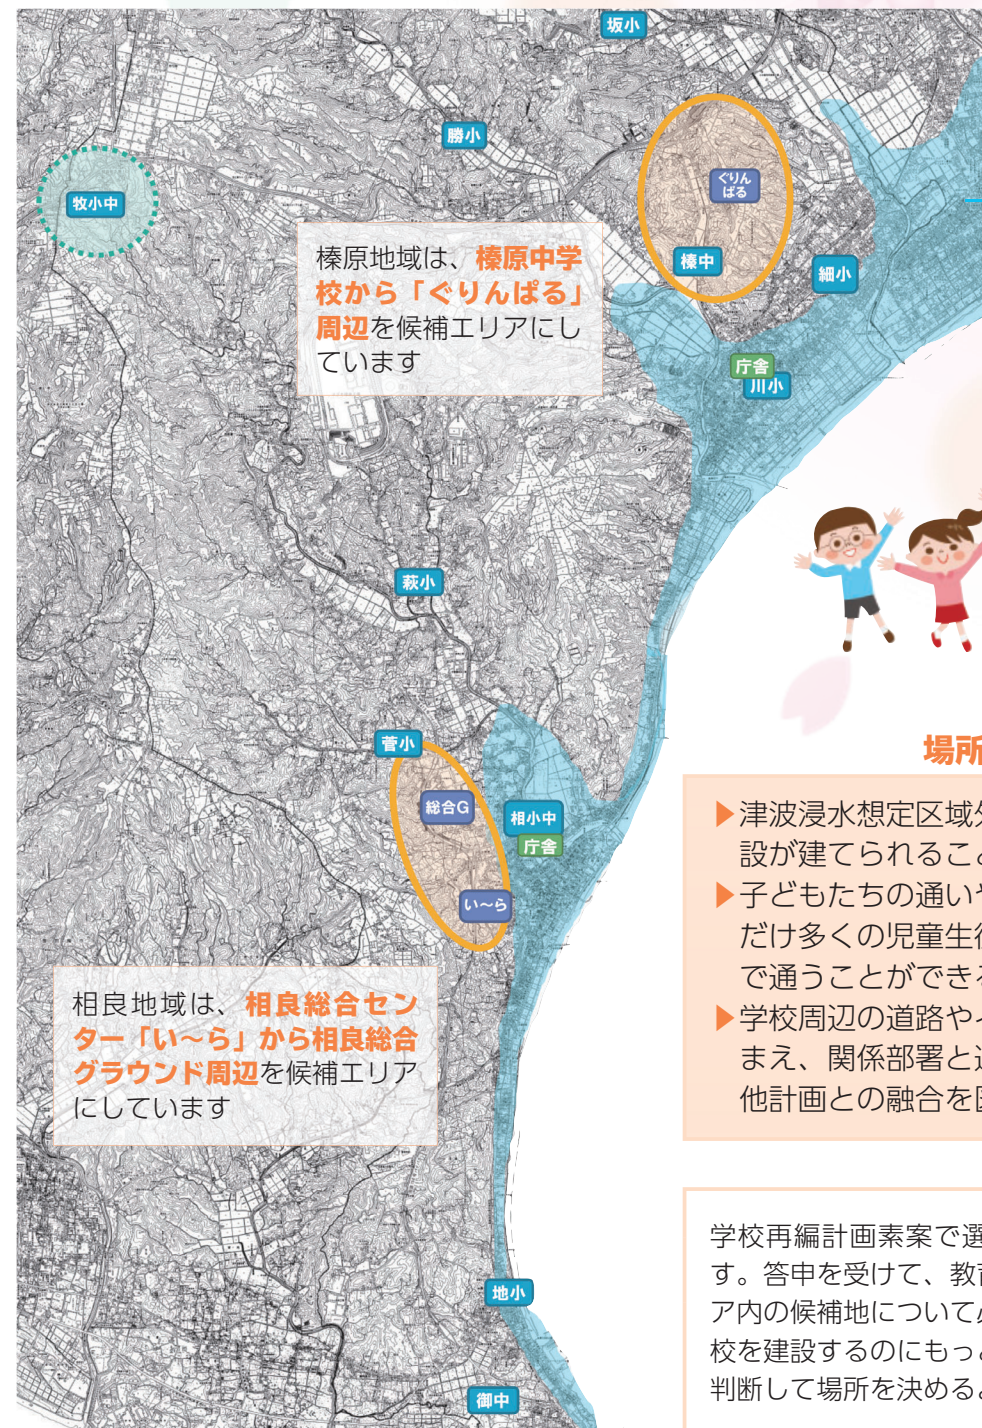 坂小
勝小
牧小中
ぐりん
ぱる
榛中
細小
榛原地域は、榛原中学
校から「ぐりんぱる」
周辺を候補エリアにし
ています
庁舎
川小
萩小
菅小
総合G
相小中
庁舎
い〜ら
相良地域は、相良総合セン
ター「い〜ら」から相良総合
グラウンド周辺を候補エリア
にしています
地小
御中
場所
▶津波浸水想定区域外
設が建てられること
▶子どもたちの通いや
だけ多くの児童生徒
で通うことができる
▶学校周辺の道路や
まえ、関係部署と連
他計画との融合を図
学校再編計画素案で選
す。答申を受けて、教育
ア内の候補地について
校を建設するのにもっと
判断して場所を決める